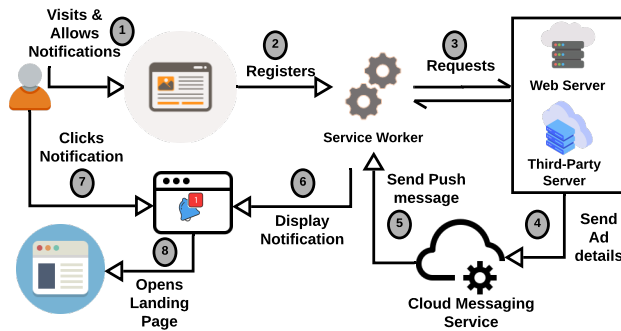 Visits &
Allows
Notifications
1
2
Registers
3
Requests
Web Server
Third-Party
Server
Service Worker
Clicks
Notification
7
1
6
Display
Notification
Send Push
message
5
4
Send
Ad
details
8
Opens
Landing
Page
Cloud Messaging
Service